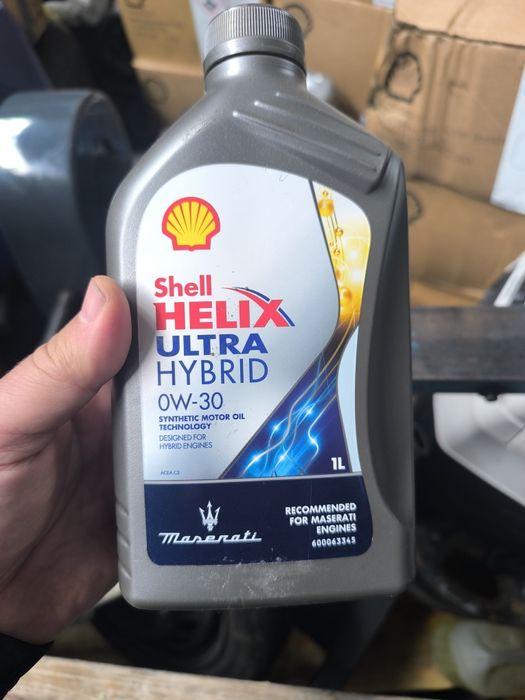 Shell
HELIX
ULTRA
HYBRID
0W-30
SYNTHETIC MOTOR OIL
TECHNOLOGY
DESIGNED FOR
HYBRID ENGINES
1L
ACEA C2
Maserati
RECOMMENDED
FOR MASERATI
ENGINES
600063345